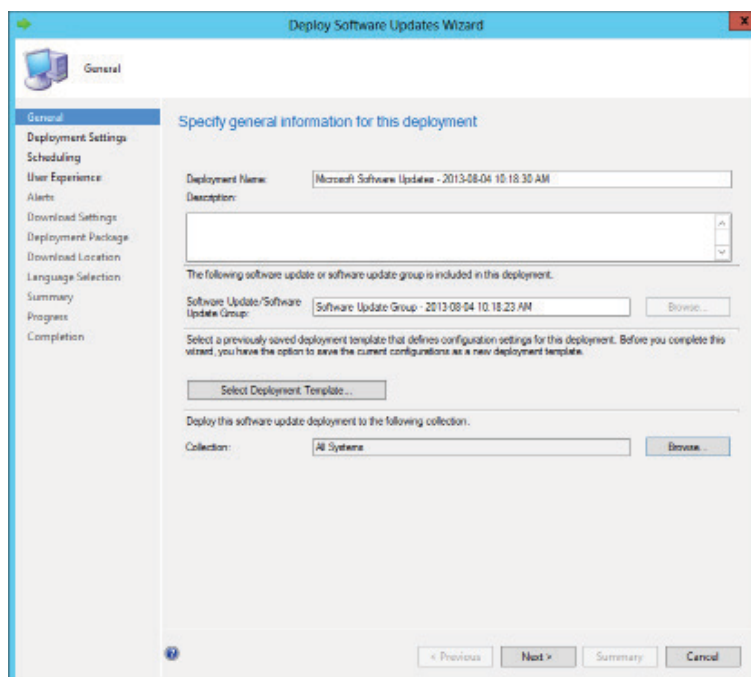 Deploy Software Updates Wizard
x
General
General
Deployment Settings
Scheduling
User Experience
Alerts
Download Settings
Deployment Package
Download Location
Language Selection
Summary
Progress
Completion
Specify general information for this deployment
Deployment Name: Microsoft Software Updates - 2013-08-04 10:18:30 AM
Description:
The following software update or software update group is included in this deployment.
Software Update/Software
Update Group: Software Update Group - 2013-08-04 10.18.23 AM Browse...
Select a previously saved deployment template that defines configuration settings for this deployment. Before you complete this
wizard, you have the option to save the current configurations as a new deployment template.
Select Deployment Template...
Deploy this software update deployment to the following collection.
Collection: All Systems Browse...
? < Previous Next > Summary Cancel